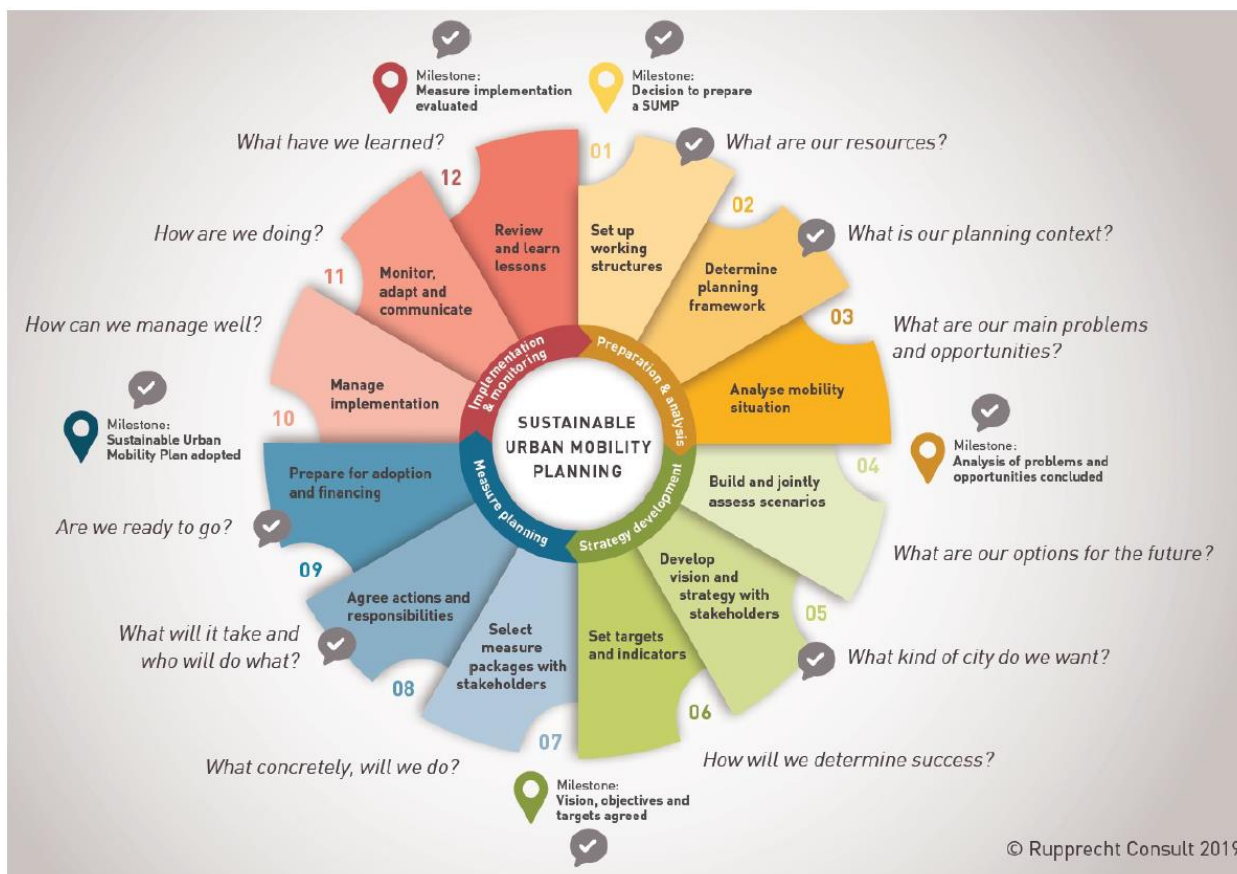 Milestone:
Measure implementation
evaluated
Milestone:
Decision to prepare
a SUMP
What have we learned?
What are our resources?
12
01
Review
and learn
lessons
Set up
working
structures
02
What is our planning context?
Determine
planning
framework
03
What are our main problems
and opportunities?
Analyse mobility
situation
Milestone:
Analysis of problems and
opportunities concluded
04
Build and jointly
assess scenarios
What are our options for the future?
05
Develop
vision and
strategy with
stakeholders
What kind of city do we want?
06
Set targets
and indicators
How will we determine success?
Milestone:
Vision, objectives and
targets agreed
07
Select
measure
packages with
stakeholders
What concretely, will we do?
08
Agree actions and
responsibilities
What will it take and
who will do what?
09
Prepare for adoption
and financing
Are we ready to go?
Milestone:
Sustainable Urban
Mobility Plan adopted
10
Manage
implementation
How can we manage well?
11
Monitor,
adapt and
communicate
How are we doing?
Implementation
& monitoring
Preparation & analysis
Strategy development
Measure planning
SUSTAINABLE
URBAN MOBILITY
PLANNING
© Rupprecht Consult 2019